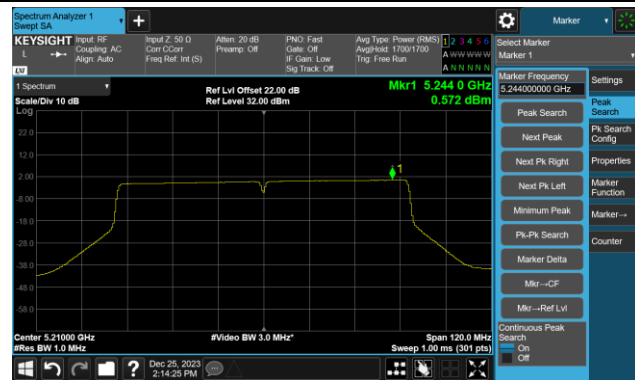 Spectrum Analyzer 1
Swept SA
+
Marker
KEYSIGHT
L
LXI
Input: RF
Coupling: AC
Align: Auto
Input Z: 50 Ω
Corr CCorr
Freq Ref: Int (S)
Atten: 20 dB
Preamp: Off
PNO: Fast
Gate: Off
IF Gain: Low
Sig Track: Off
Avg Type: Power (RMS)
Avg|Hold: 1700/1700
Trig: Free Run
1 2 3 4 5 6
A W W W W W
A N N N N N
Select Marker
Marker 1
1 Spectrum
Scale/Div 10 dB
Log
Ref Lvl Offset 22.00 dB
Ref Level 32.00 dBm
Mkr1 5.244 0 GHz
0.572 dBm
22.0
12.0
2.00
-8.00
-18.0
-28.0
-38.0
-48.0
-58.0
1
Center 5.21000 GHz
#Res BW 1.0 MHz
#Video BW 3.0 MHz*
Span 120.0 MHz
Sweep 1.00 ms (301 pts)
Marker Frequency
5.244000000 GHz
Peak Search
Next Peak
Next Pk Right
Next Pk Left
Minimum Peak
Pk-Pk Search
Marker Delta
Mkr→CF
Mkr→Ref Lvl
Continuous Peak
Search
On
Off
Settings
Peak
Search
Pk Search
Config
Properties
Marker
Function
Marker→
Counter
?
Dec 25, 2023
2:14:25 PM